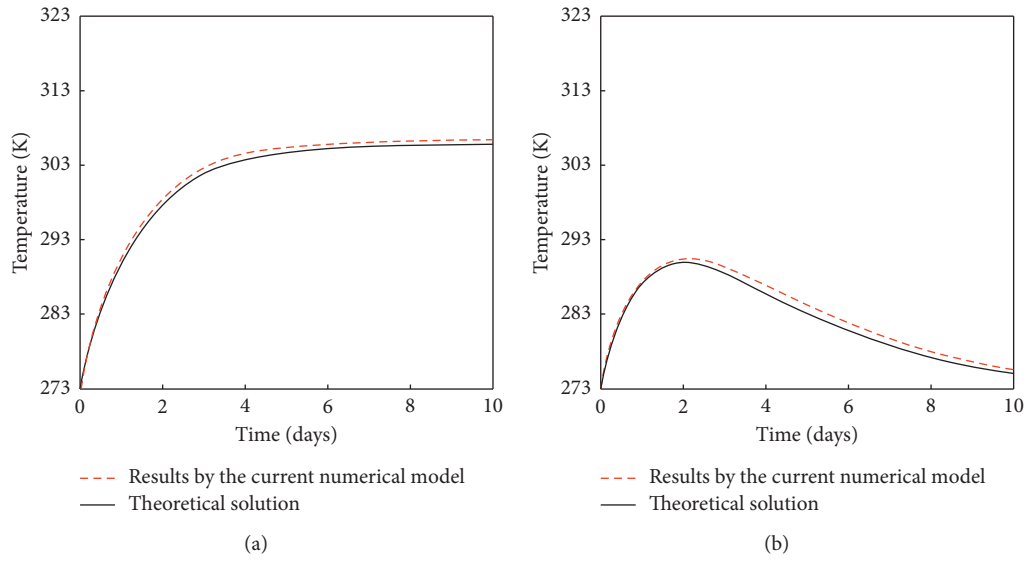 323
313
303
293
283
273
Temperature (K)
0
2
4
6
8
10
Time (days)
Results by the current numerical model
Theoretical solution
(a)
323
313
303
293
283
273
Temperature (K)
0
2
4
6
8
10
Time (days)
Results by the current numerical model
Theoretical solution
(b)